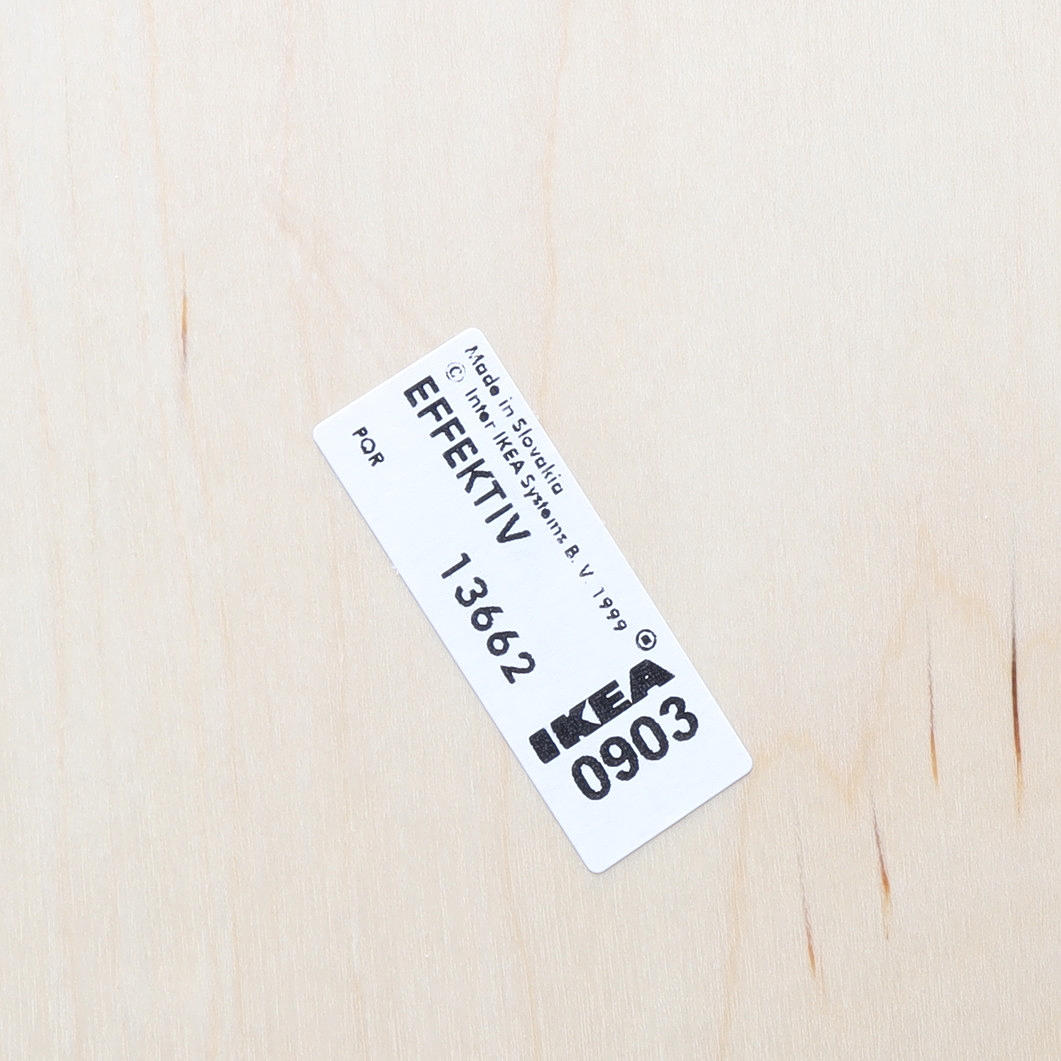 Made in Slovakia
© Inter IKEA Systems B.V. 1999
EFFEKTIV
PQR
13662
IKEA
0903